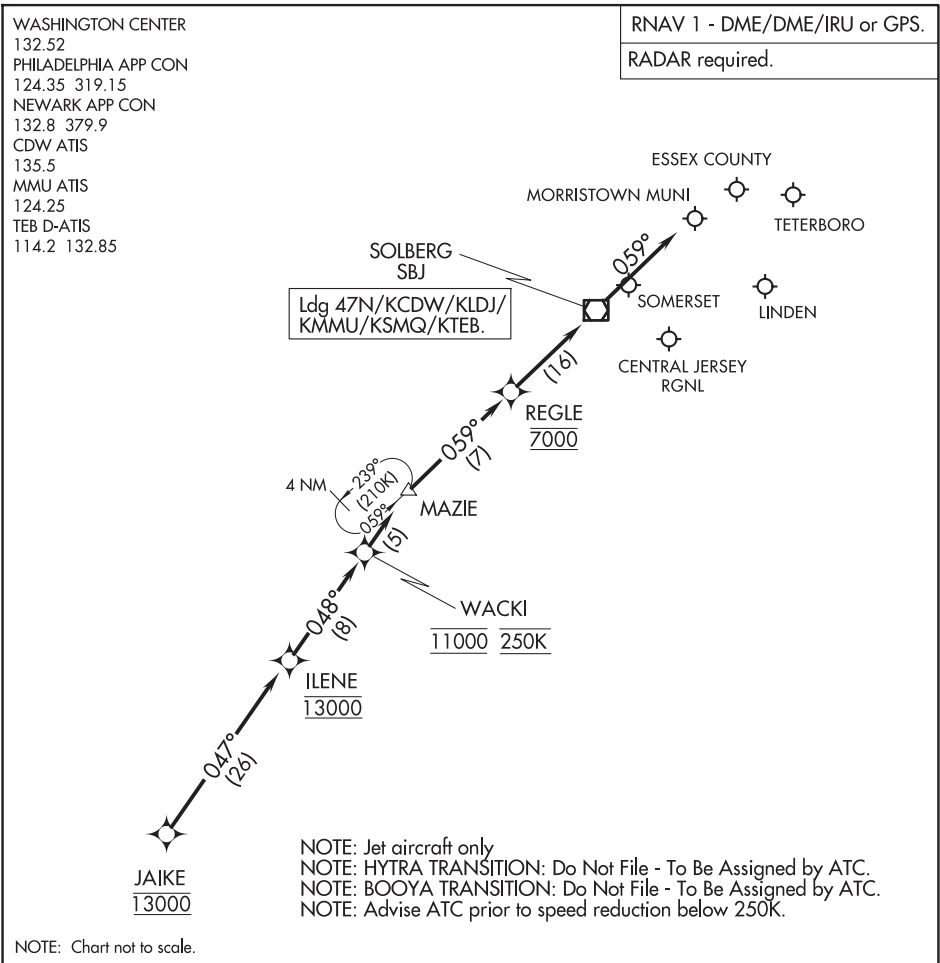 WASHINGTON CENTER
132.52
PHILADELPHIA APP CON
124.35 319.15
NEWARK APP CON
132.8 379.9
CDW ATIS
135.5
MMU ATIS
124.25
TEB D-ATIS
114.2 132.85
RNAV 1 - DME/DME/IRU or GPS.
RADAR required.
ESSEX COUNTY
MORRISTOWN MUNI
TETERBORO
SOLBERG
SBJ
059°
Ldg 47N/KCDW/KLDJ/
KMMU/KSMQ/KTEB.
SOMERSET
LINDEN
CENTRAL JERSEY
RGNL
(16)
REGLE
7000
059°
(7)
4 NM
239°
(210K)
059°
MAZIE
(5)
WACKI
11000 250K
048°
(8)
ILENE
13000
047°
(26)
JAIKE
13000
NOTE: Jet aircraft only
NOTE: HYTRA TRANSITION: Do Not File - To Be Assigned by ATC.
NOTE: BOOYA TRANSITION: Do Not File - To Be Assigned by ATC.
NOTE: Advise ATC prior to speed reduction below 250K.
NOTE: Chart not to scale.